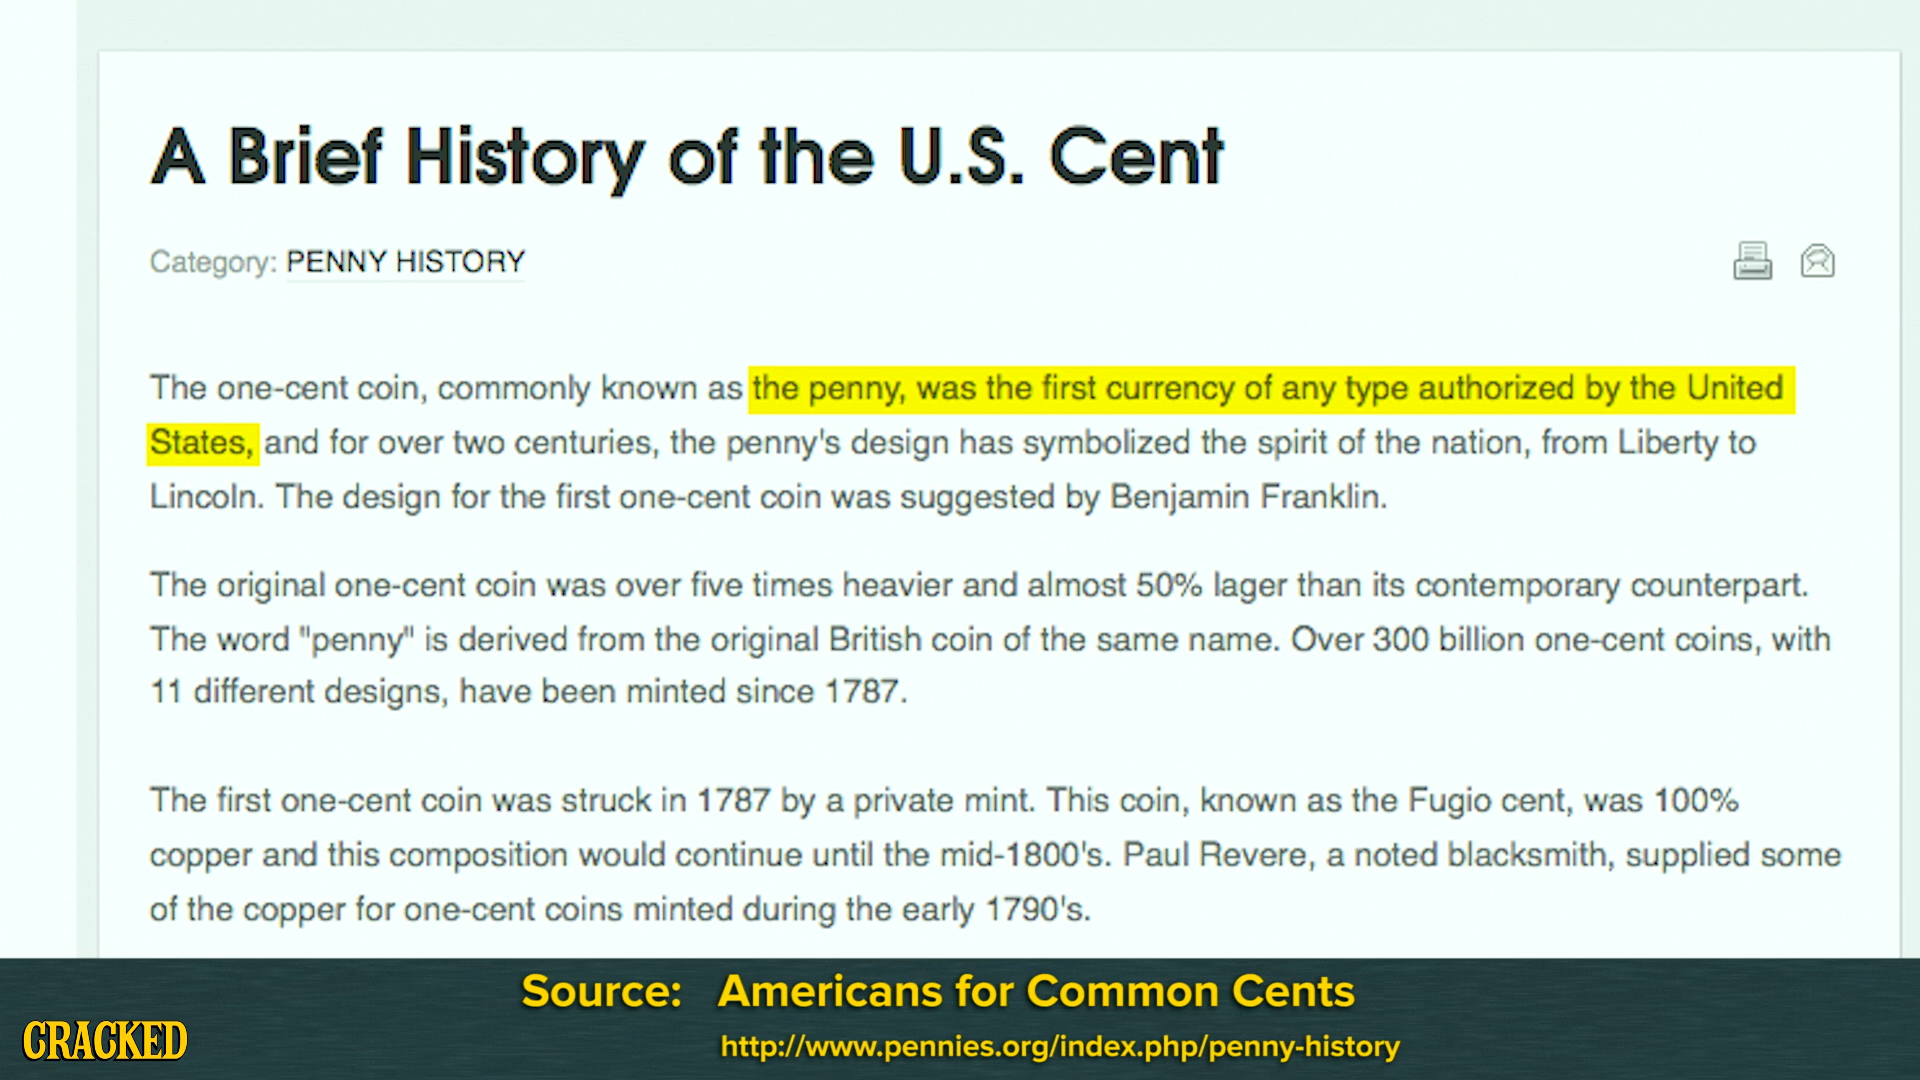 A Brief History of the U.S. Cent
Category: PENNY HISTORY
The one-cent coin, commonly known as the penny, was the first currency of any type authorized by the United
States, and for over two centuries, the penny's design has symbolized the spirit of the nation, from Liberty to
Lincoln. The design for the first one-cent coin was suggested by Benjamin Franklin.
The original one-cent coin was over five times heavier and almost 50% lager than its contemporary counterpart.
The word "penny" is derived from the original British coin of the same name. Over 300 billion one-cent coins, with
11 different designs, have been minted since 1787.
The first one-cent coin was struck in 1787 by a private mint. This coin, known as the Fugio cent, was 100%
copper and this composition would continue until the mid-1800's. Paul Revere, a noted blacksmith, supplied some
of the copper for one-cent coins minted during the early 1790's.
Source: Americans for Common Cents
CRACKED
http://www.pennies.org/index.php/penny-history